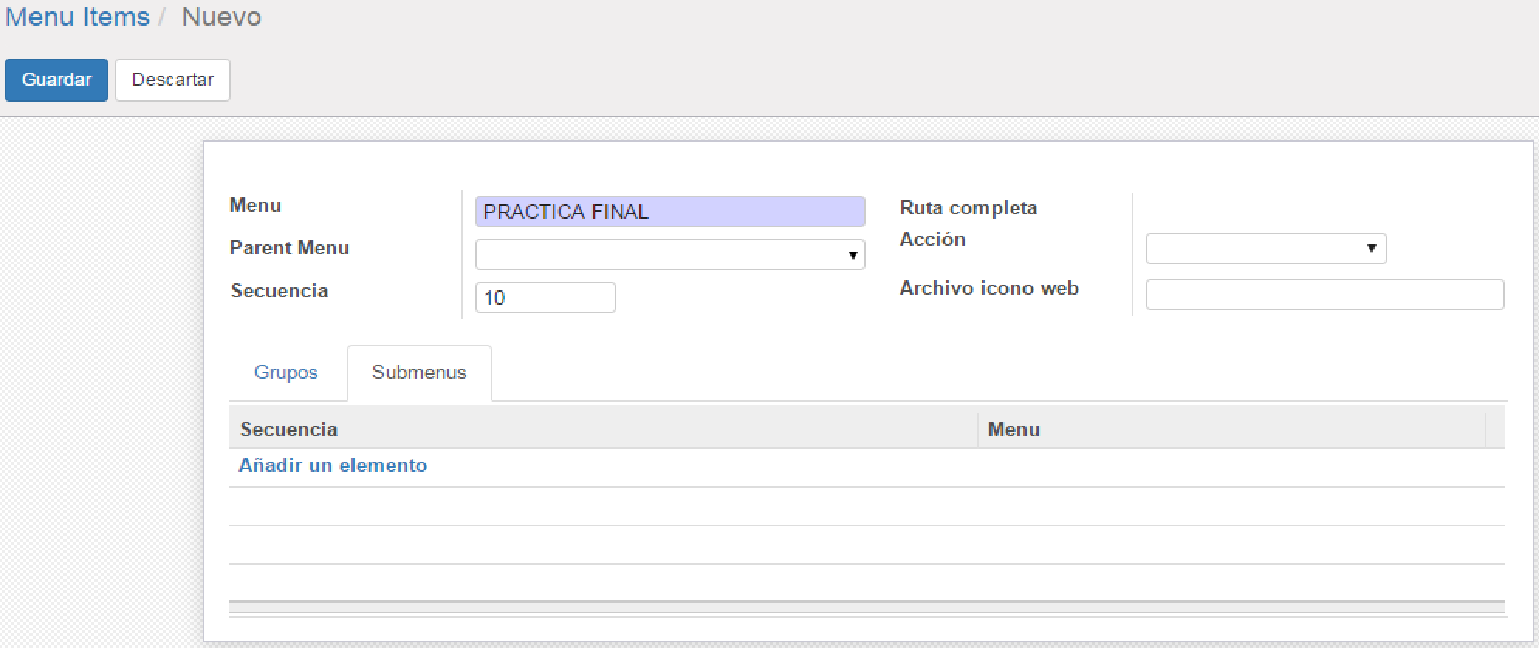 Menu Items / Nuevo
Guardar Descartar
Menu PRACTICA FINAL Ruta completa
Parent Menu Acción
Secuencia 10 Archivo icono web
Grupos Submenus
Secuencia Menu
Añadir un elemento